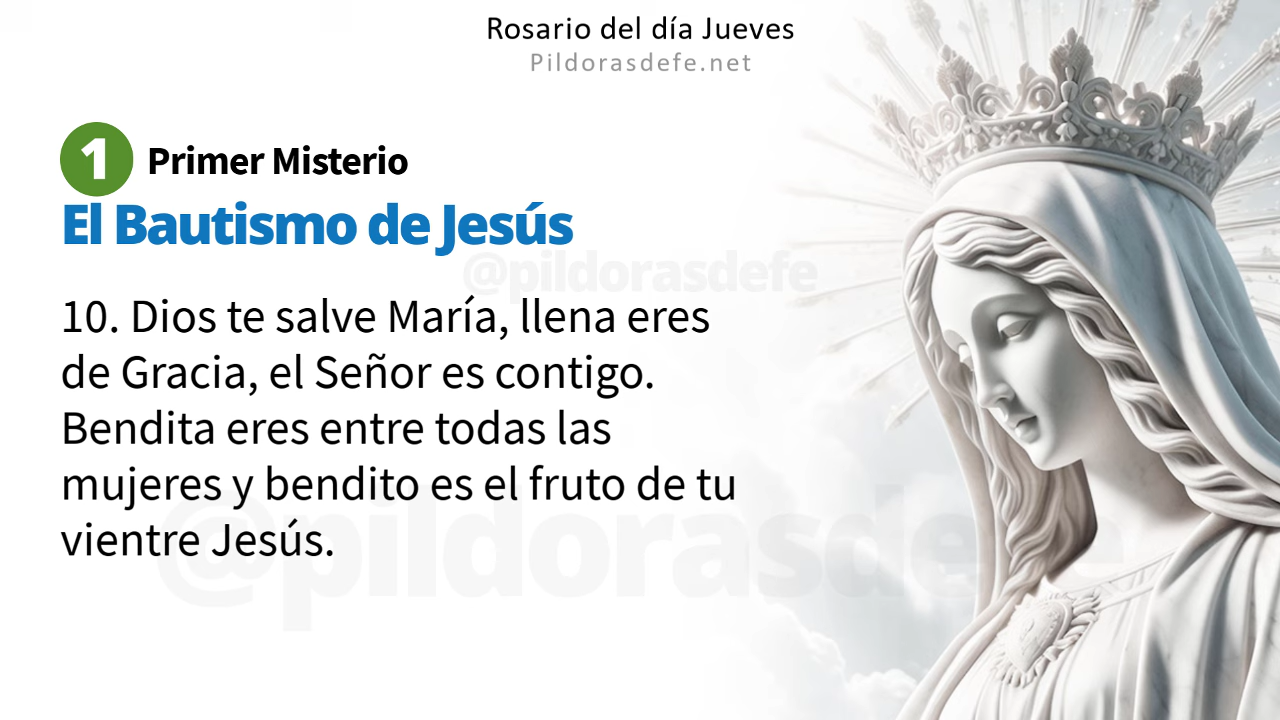 Rosario del día Jueves
Pildorasdefe.net
1 Primer Misterio
El Bautismo de Jesús
@pildorasdefe
10. Dios te salve María, llena eres
de Gracia, el Señor es contigo.
Bendita eres entre todas las
mujeres y bendito es el fruto de tu
vientre Jesús.
@pildorasdefe